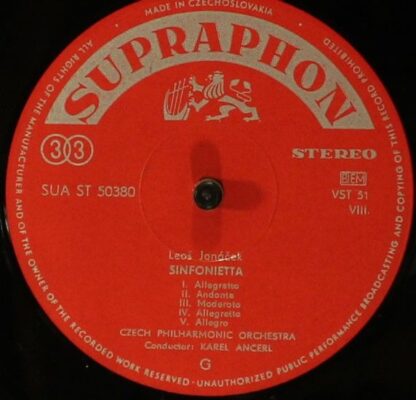 MADE IN CZECHOSLOVAKIA
SUPRAPHON
ALL RIGHTS OF THE MANUFACTURER AND OF THE OWNER OF THE RECORDED WORK RESERVED - UNAUTHORIZED PUBLIC PERFORMANCE BROADCASTING AND COPYING OF THIS RECORD PROHIBITED
33
STEREO
SUA ST 50380
BIEM
VST 51
VIII.
Leoš Janáček
SINFONIETTA
I. Allegretto
II. Andante
III. Moderato
IV. Allegretto
V. Allegro
CZECH PHILHARMONIC ORCHESTRA
Conductor: KAREL ANCERL
G